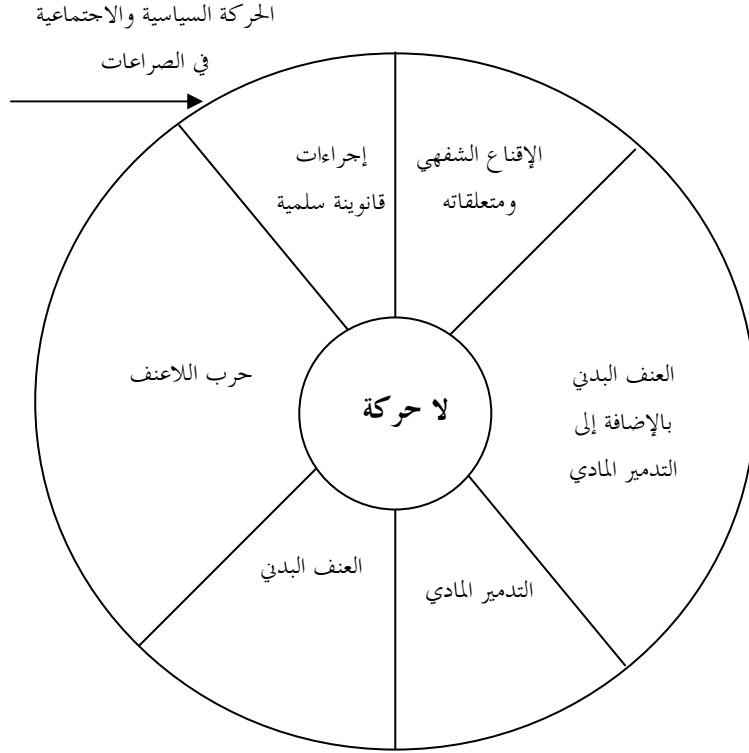 الحركة السياسية والاجتماعية
في الصراعات
الإقناع الشفهي
ومتعلقاته
إجراءات
قانوينة سلمية
العنف البدني
بالإضافة إلى
التدمير المادي
حرب اللاعنف
لا حركة
التدمير المادي
العنف البدني